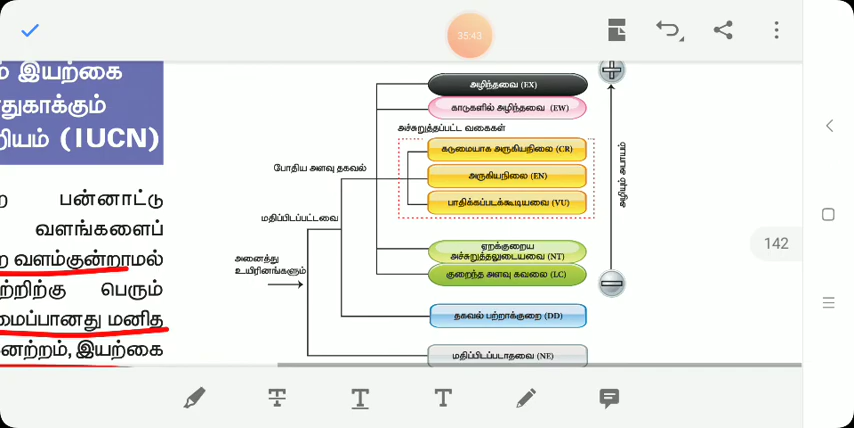 35:43
ம் இயற்கை
ாதுகாக்கும்
றியம் (IUCN)
ற பன்னாட்டு
வளங்களைப்
ற வளம்குன்றாமல்
ற்றிற்கு பெரும்
மைப்பானது மனித
னேற்றம், இயற்கை
அழிந்தவை (EX)
காடுகளில் அழிந்தவை (EW)
அச்சுறுத்தப்பட்ட வகைகள்
கடுமையாக அருகியநிலை (CR)
போதிய அளவு தகவல்
அருகியநிலை (EN)
பாதிக்கப்படக்கூடியவை (VU)
மதிப்பிடப்பட்டவை
ஏறக்குறைய
அச்சுறுத்தலுடையவை (NT)
அனைத்து
உயிரினங்களும்
குறைந்த அளவு கவலை (LC)
தகவல் பற்றாக்குறை (DD)
மதிப்பிடப்படாதவை (NE)
அழியும் அபாயம்
142